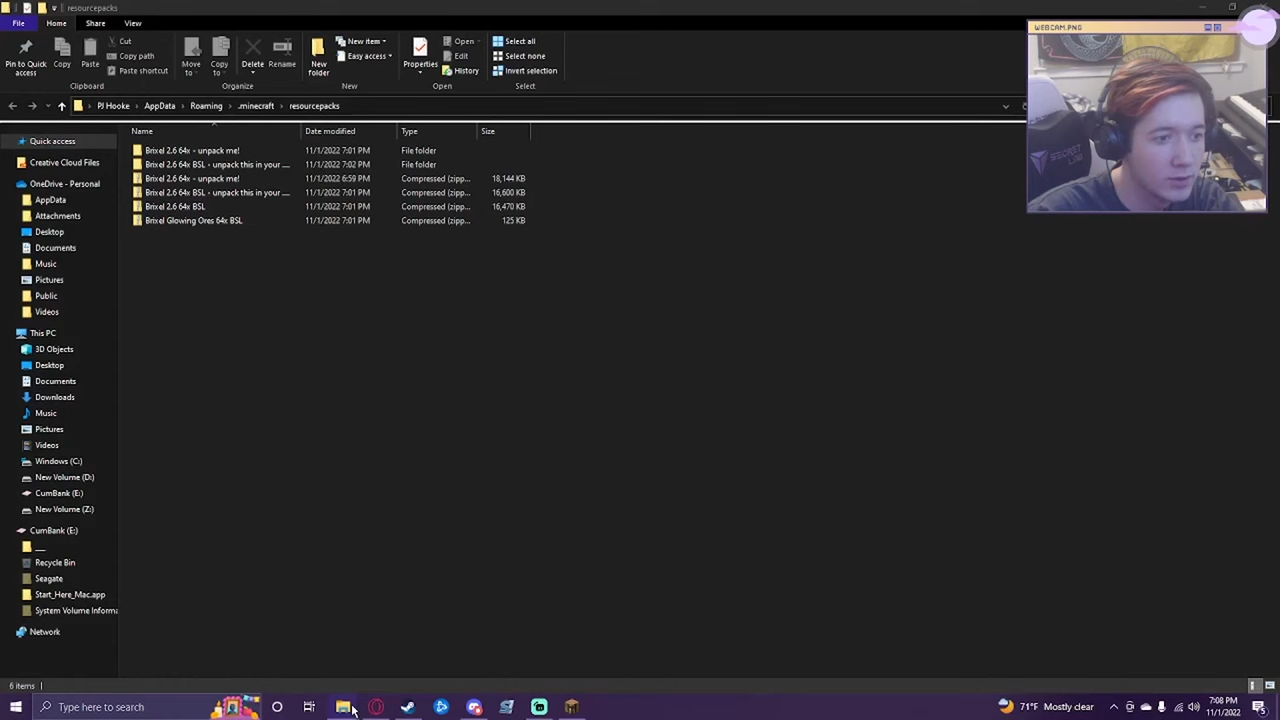 resourcepacks
File Home Share View
Pin to Quick access
Copy
Paste
Cut
Copy path
Paste shortcut
Clipboard
Move to
Copy to
Delete
Rename
Organize
New folder
New item
Easy access
New
Properties
Open
Edit
History
Open
Select all
Select none
Invert selection
Select
WEBCAM.PNG
PJ Hooke > AppData > Roaming > .minecraft > resourcepacks
Name Date modified Type Size
Brixel 2.6 64x - unpack me! 11/1/2022 7:01 PM File folder
Brixel 2.6 64x BSL - unpack this in your ... 11/1/2022 7:02 PM File folder
Brixel 2.6 64x - unpack me! 11/1/2022 6:59 PM Compressed (zipp... 18,144 KB
Brixel 2.6 64x BSL - unpack this in your ... 11/1/2022 7:01 PM Compressed (zipp... 16,600 KB
Brixel 2.6 64x BSL 11/1/2022 7:01 PM Compressed (zipp... 16,470 KB
Brixel Glowing Ores 64x BSL 11/1/2022 7:01 PM Compressed (zipp... 125 KB
Quick access
Creative Cloud Files
OneDrive - Personal
AppData
Attachments
Desktop
Documents
Music
Pictures
Public
Videos
This PC
3D Objects
Desktop
Documents
Downloads
Music
Pictures
Videos
Windows (C:)
New Volume (D:)
CumBank (E:)
New Volume (Z:)
CumBank (E:)
__
Recycle Bin
Seagate
Start_Here_Mac.app
System Volume Informa
Network
6 items
Type here to search
71°F Mostly clear
7:08 PM
11/1/2022
5